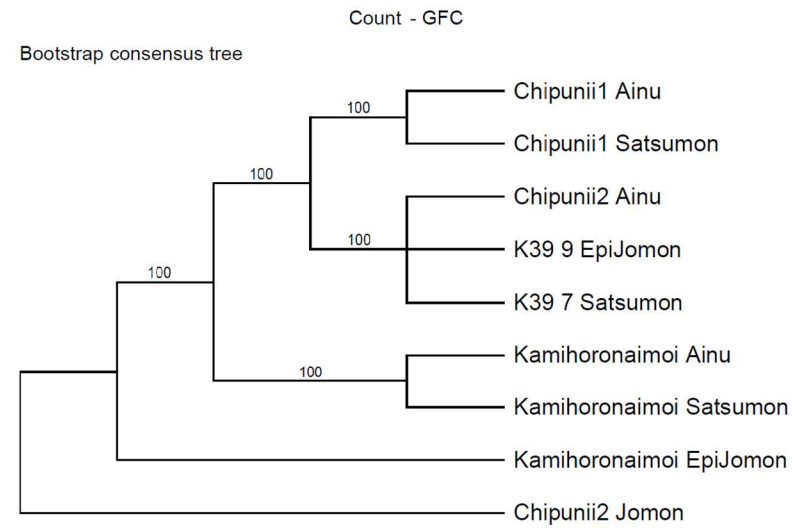 Count - GFC
Bootstrap consensus tree
100
Chipunii1 Ainu
Chipunii1 Satsumon
100
Chipunii2 Ainu
100
K39 9 EpiJomon
K39 7 Satsumon
100
Kamihoronaimoi Ainu
100
Kamihoronaimoi Satsumon
Kamihoronaimoi EpiJomon
Chipunii2 Jomon